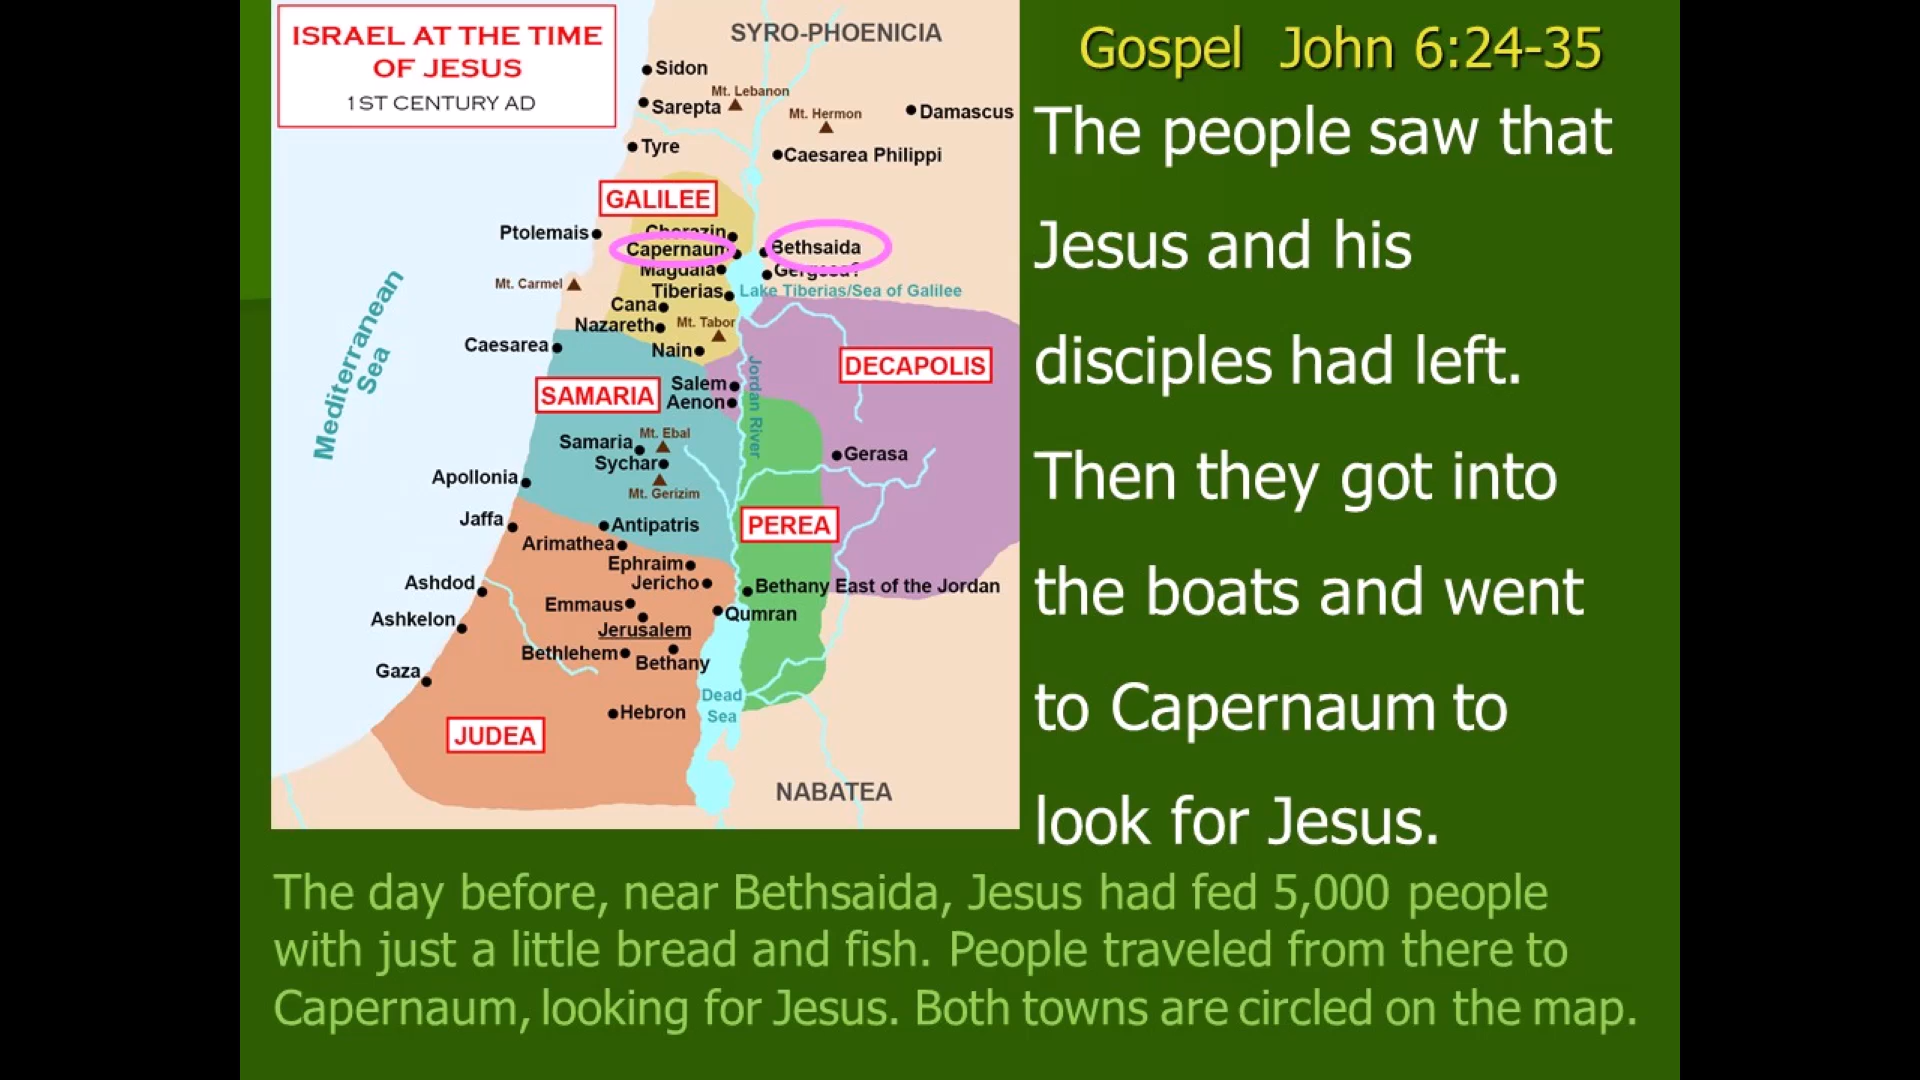 ISRAEL AT THE TIME
OF JESUS
1ST CENTURY AD
SYRO-PHOENICIA
Sidon
Mt. Lebanon
Sarepta
Mt. Hermon
Damascus
Tyre
Caesarea Philippi
GALILEE
Ptolemais
Chorazin
Capernaum
Bethsaida
Magdala
Gergesa?
Mt. Carmel
Tiberias
Lake Tiberias/Sea of Galilee
Cana
Nazareth
Mt. Tabor
Caesarea
Nain
Mediterranean
Sea
Jordan River
DECAPOLIS
SAMARIA
Salem
Aenon
Mt. Ebal
Samaria
Sychar
Gerasa
Mt. Gerizim
Apollonia
Jaffa
Antipatris
PEREA
Arimathea
Ephraim
Jericho
Ashdod
Bethany East of the Jordan
Emmaus
Qumran
Ashkelon
Jerusalem
Bethlehem
Bethany
Gaza
Dead
Sea
Hebron
JUDEA
NABATEA
Gospel John 6:24-35
The people saw that
Jesus and his
disciples had left.
Then they got into
the boats and went
to Capernaum to
look for Jesus.
The day before, near Bethsaida, Jesus had fed 5,000 people
with just a little bread and fish. People traveled from there to
Capernaum, looking for Jesus. Both towns are circled on the map.